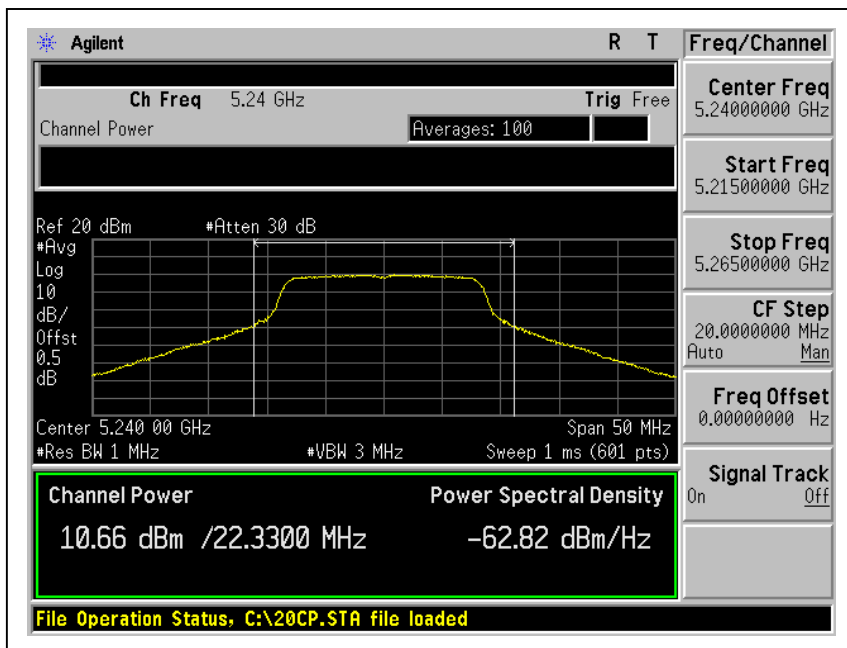 Agilent R T
Ch Freq 5.24 GHz Trig Free
Channel Power Averages: 100
Ref 20 dBm #Atten 30 dB
#Avg
Log
10
dB/
Offst
0.5
dB
Center 5.240 00 GHz Span 50 MHz
#Res BW 1 MHz #VBW 3 MHz Sweep 1 ms (601 pts)
Channel Power Power Spectral Density
10.66 dBm /22.3300 MHz -62.82 dBm/Hz
File Operation Status, C:\20CP.STA file loaded
Freq/Channel
Center Freq
5.24000000 GHz
Start Freq
5.21500000 GHz
Stop Freq
5.26500000 GHz
CF Step
20.0000000 MHz
Auto Man
Freq Offset
0.00000000 Hz
Signal Track
On Off